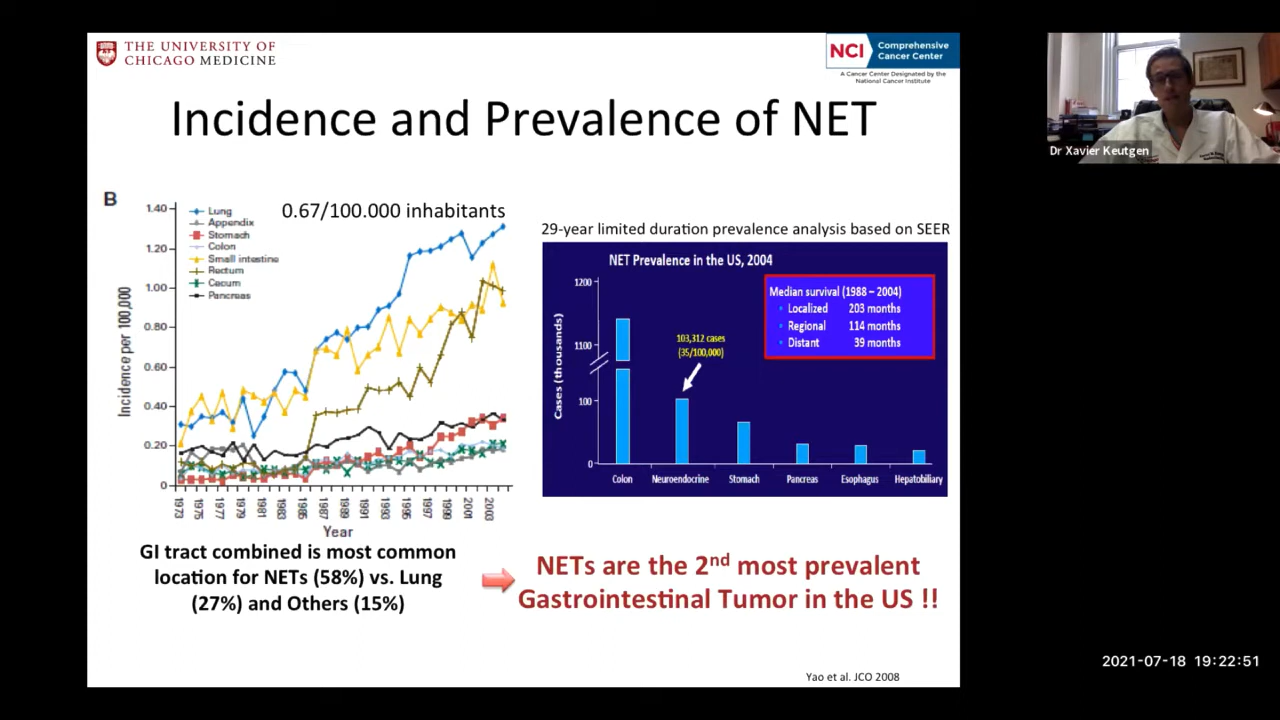 THE UNIVERSITY OF
CHICAGO MEDICINE
NCI
Comprehensive
Cancer Center
A Cancer Center Designated by the
National Cancer Institute
Incidence and Prevalence of NET
B
0.67/100.000 inhabitants
Lung
Appendix
Stomach
Colon
Small intestine
Rectum
Cecum
Pancreas
1.40
1.20
1.00
0.80
0.60
0.40
0.20
0
Incidence per 100,000
1973
1975
1977
1979
1981
1983
1985
1987
1989
1991
1993
1995
1997
1999
2001
2003
Year
GI tract combined is most common
location for NETs (58%) vs. Lung
(27%) and Others (15%)
29-year limited duration prevalence analysis based on SEER
NET Prevalence in the US, 2004
Median survival (1988 – 2004)
Localized 203 months
Regional 114 months
Distant 39 months
103,312 cases
(35/100,000)
1200
1100
100
0
Cases (thousands)
Colon Neuroendocrine Stomach Pancreas Esophagus Hepatobiliary
NETs are the 2nd most prevalent
Gastrointestinal Tumor in the US !!
Yao et al. JCO 2008
Dr Xavier Keutgen
2021-07-18 19:22:51